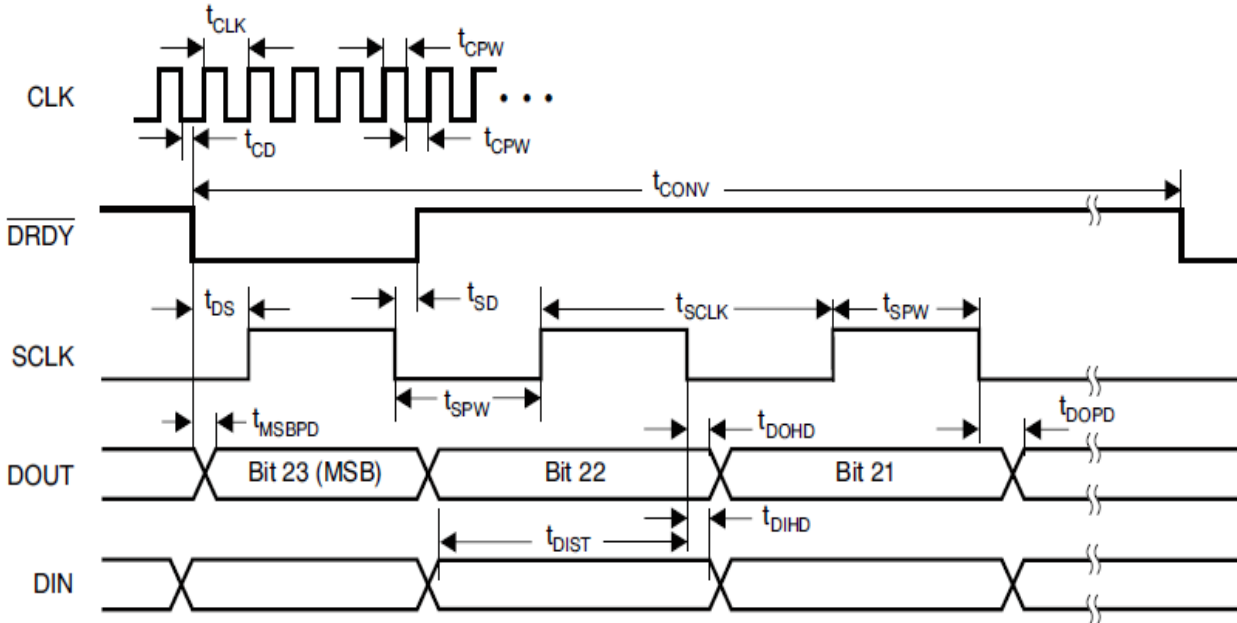 tCLK
tCPW
CLK
• • •
tCD
tCPW
tCONV
DRDY
tDS
tSD
tSCLK
tSPW
SCLK
tSPW
tMSBPD
tDOHD
tDOPD
DOUT
Bit 23 (MSB)
Bit 22
Bit 21
tDIST
tDIHD
DIN